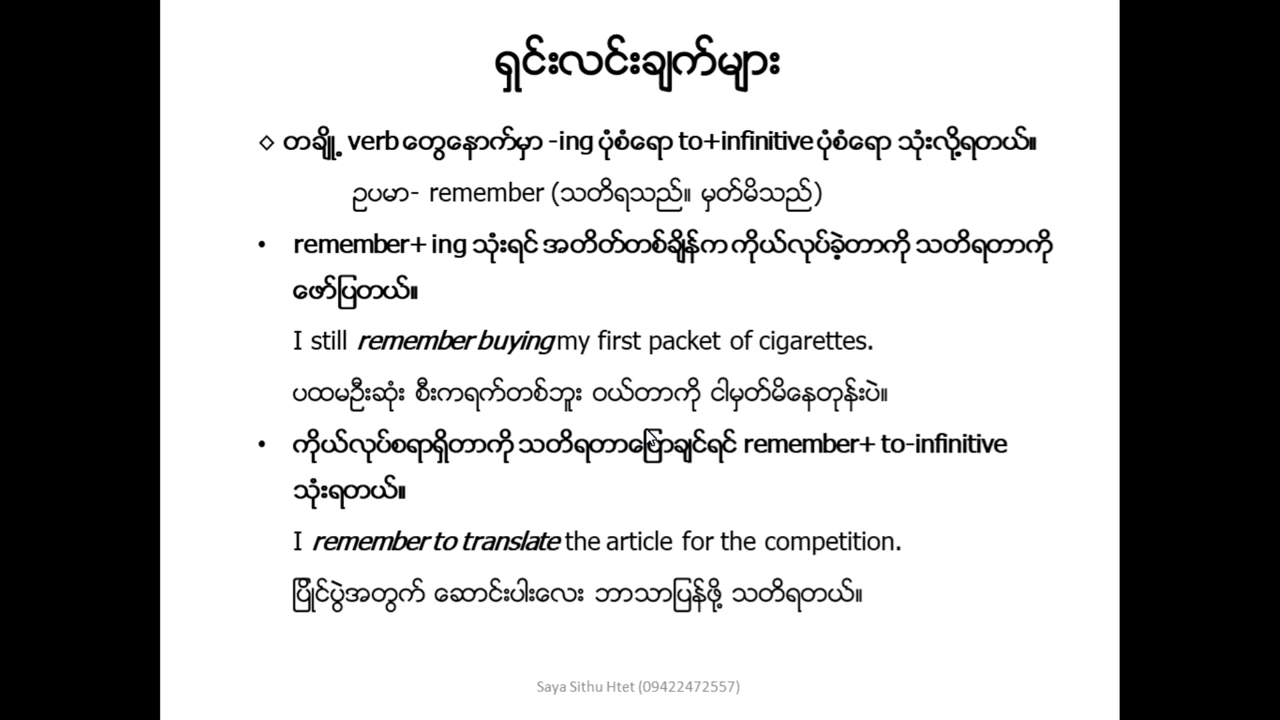 ရှင်းလင်းချက်များ
◇ တချို့ verb တွေနောက်မှာ -ing ပုံစံရော to+infinitive ပုံစံရော သုံးလို့ရတယ်။
ဥပမာ- remember (သတိရသည်။ မှတ်မိသည်)
• remember+ ing သုံးရင် အတိတ်တစ်ချိန်က ကိုယ်လုပ်ခဲ့တာကို သတိရတာကို
ဖော်ပြတယ်။
I still remember buying my first packet of cigarettes.
ပထမဦးဆုံး စီးကရက်တစ်ဘူး ဝယ်တာကို ငါမှတ်မိနေတုန်းပဲ။
• ကိုယ်လုပ်စရာရှိတာကို သတိရတာပြောချင်ရင် remember+ to-infinitive
သုံးရတယ်။
I remember to translate the article for the competition.
ပြိုင်ပွဲအတွက် ဆောင်းပါးလေး ဘာသာပြန်ဖို့ သတိရတယ်။
Saya Sithu Htet (09422472557)